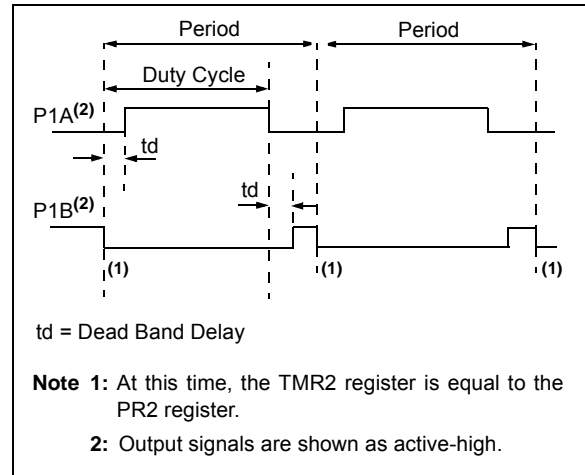 Period Period
Duty Cycle
P1A(2)
td
td
P1B(2)
(1) (1) (1)
td = Dead Band Delay
Note 1: At this time, the TMR2 register is equal to the
PR2 register.
2: Output signals are shown as active-high.